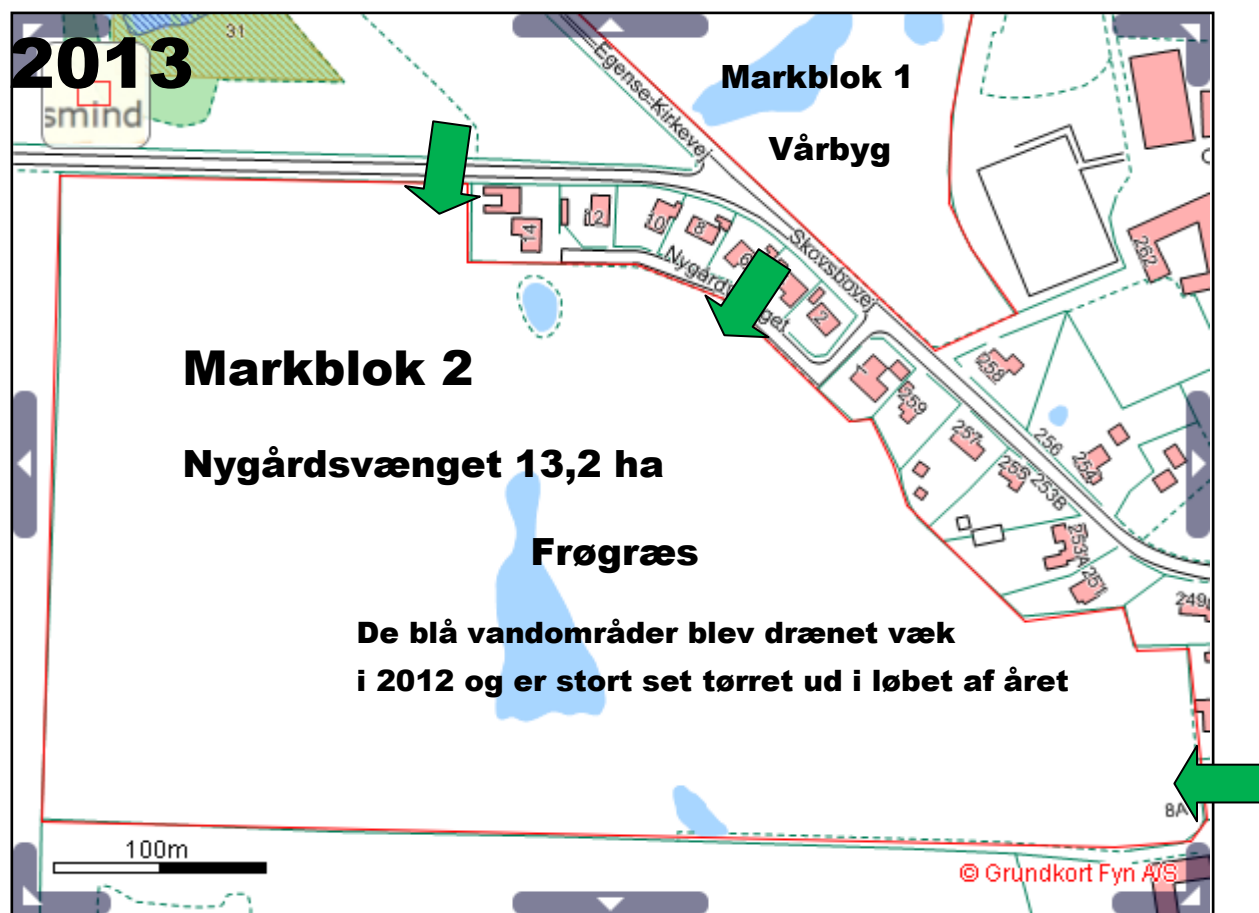 2013
31
smind
Markblok 1
Vårbyg
Egense-Kirkevej
Skovsbovej
14
12
10
8
6
2
262
258
1
259
257
255
253B
256
254
253A
251
249
Markblok 2
Nygårdsvænget 13,2 ha
Frøgræs
De blå vandområder blev drænet væk
i 2012 og er stort set tørret ud i løbet af året
8A
100m
© Grundkort Fyn A/S